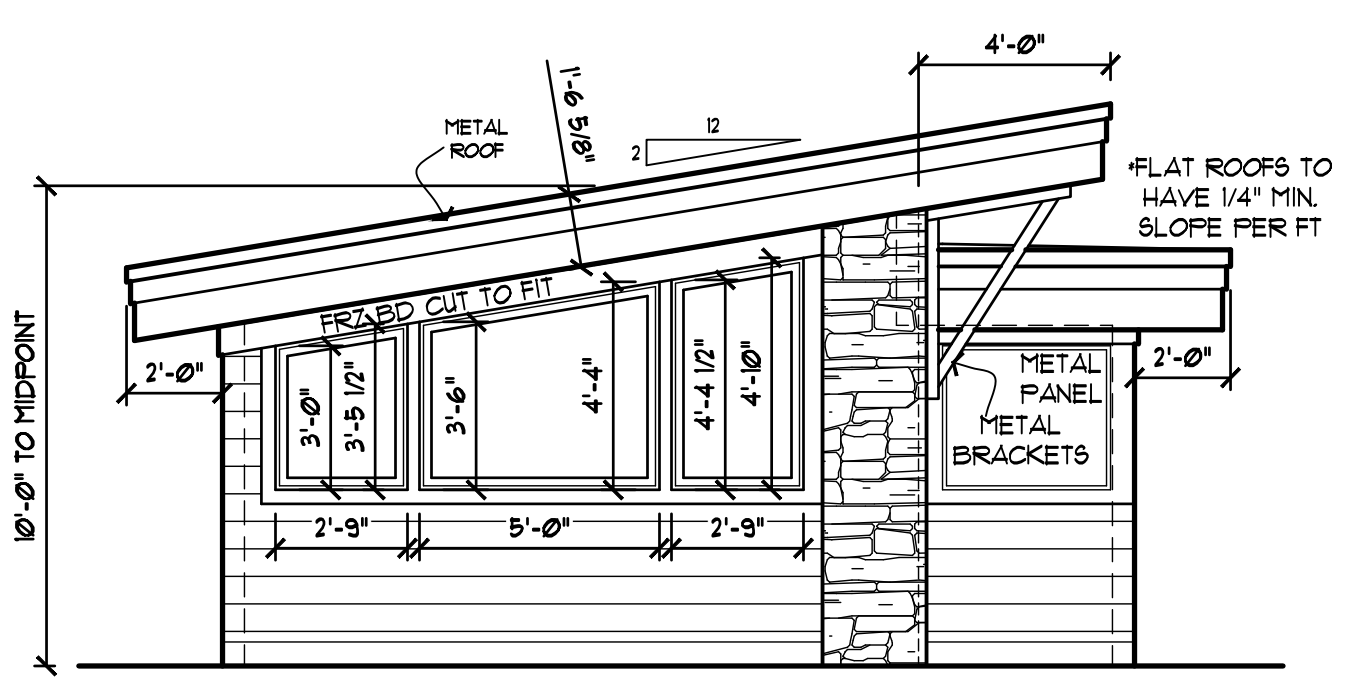 4'-0"
1'-6 5/8"
12
2
METAL
ROOF
*FLAT ROOFS TO
HAVE 1/4" MIN.
SLOPE PER FT
10'-0" TO MIDPOINT
FRZ BD CUT TO FIT
2'-0"
3'-0"
3'-5 1/2"
3'-6"
4'-4"
4'-4 1/2"
4'-10"
METAL
PANEL
METAL
BRACKETS
2'-0"
2'-9"
5'-0"
2'-9"